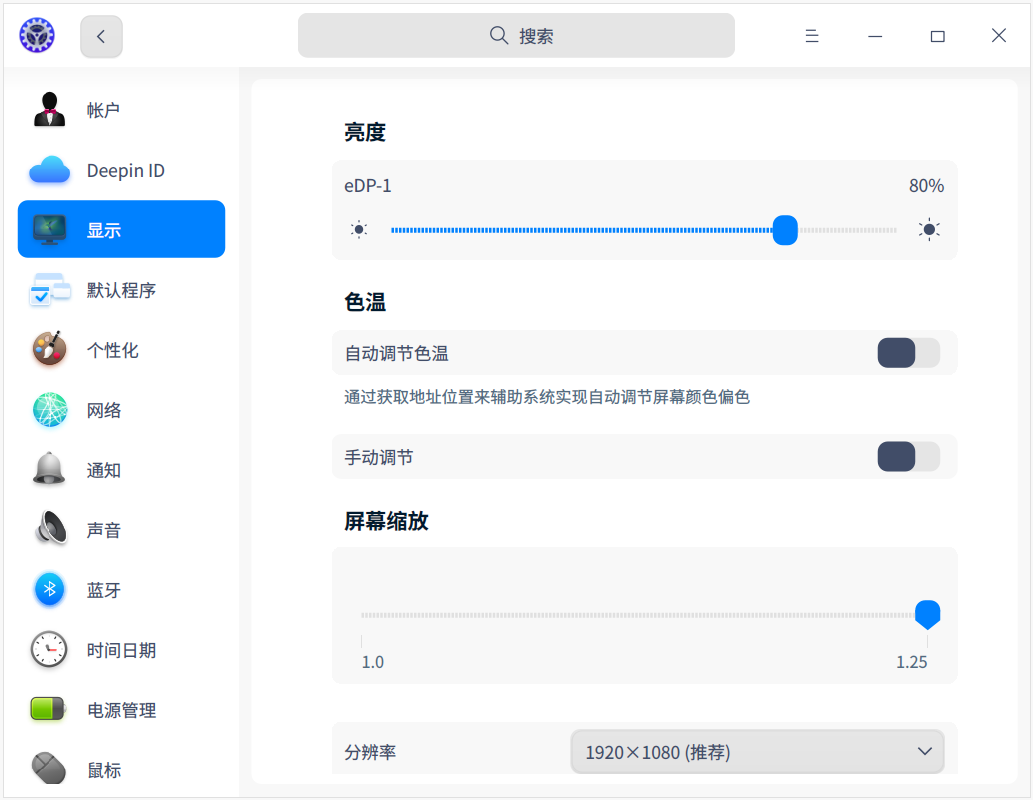 搜索
帐户
Deepin ID
显示
默认程序
个性化
网络
通知
声音
蓝牙
时间日期
电源管理
鼠标
亮度
eDP-1 80%
色温
自动调节色温
通过获取地址位置来辅助系统实现自动调节屏幕颜色偏色
手动调节
屏幕缩放
1.0 1.25
分辨率 1920×1080 (推荐)